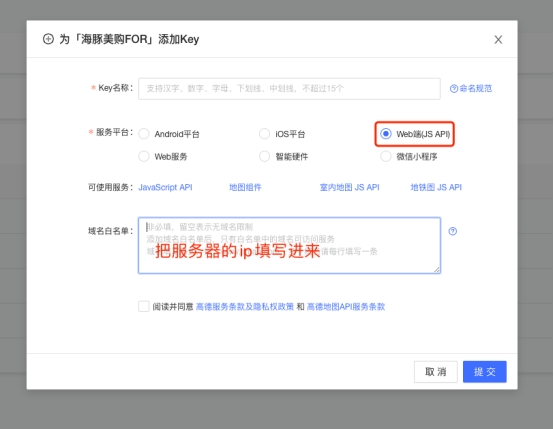 为「海豚美购FOR」添加Key
* Key名称：
支持汉字、数字、字母、下划线、中划线，不超过15个
命名规范
* 服务平台：
Android平台
iOS平台
Web端(JS API)
Web服务
智能硬件
微信小程序
可使用服务：
JavaScript API
地图组件
室内地图 JS API
地铁图 JS API
域名白名单：
非必填，留空表示无域名限制
添加域名白名单后，只有白名单中的域名可访问服务
请每行填写一条
把服务器的ip填写进来
阅读并同意 高德服务条款及隐私权政策 和 高德地图API服务条款
取 消
提 交